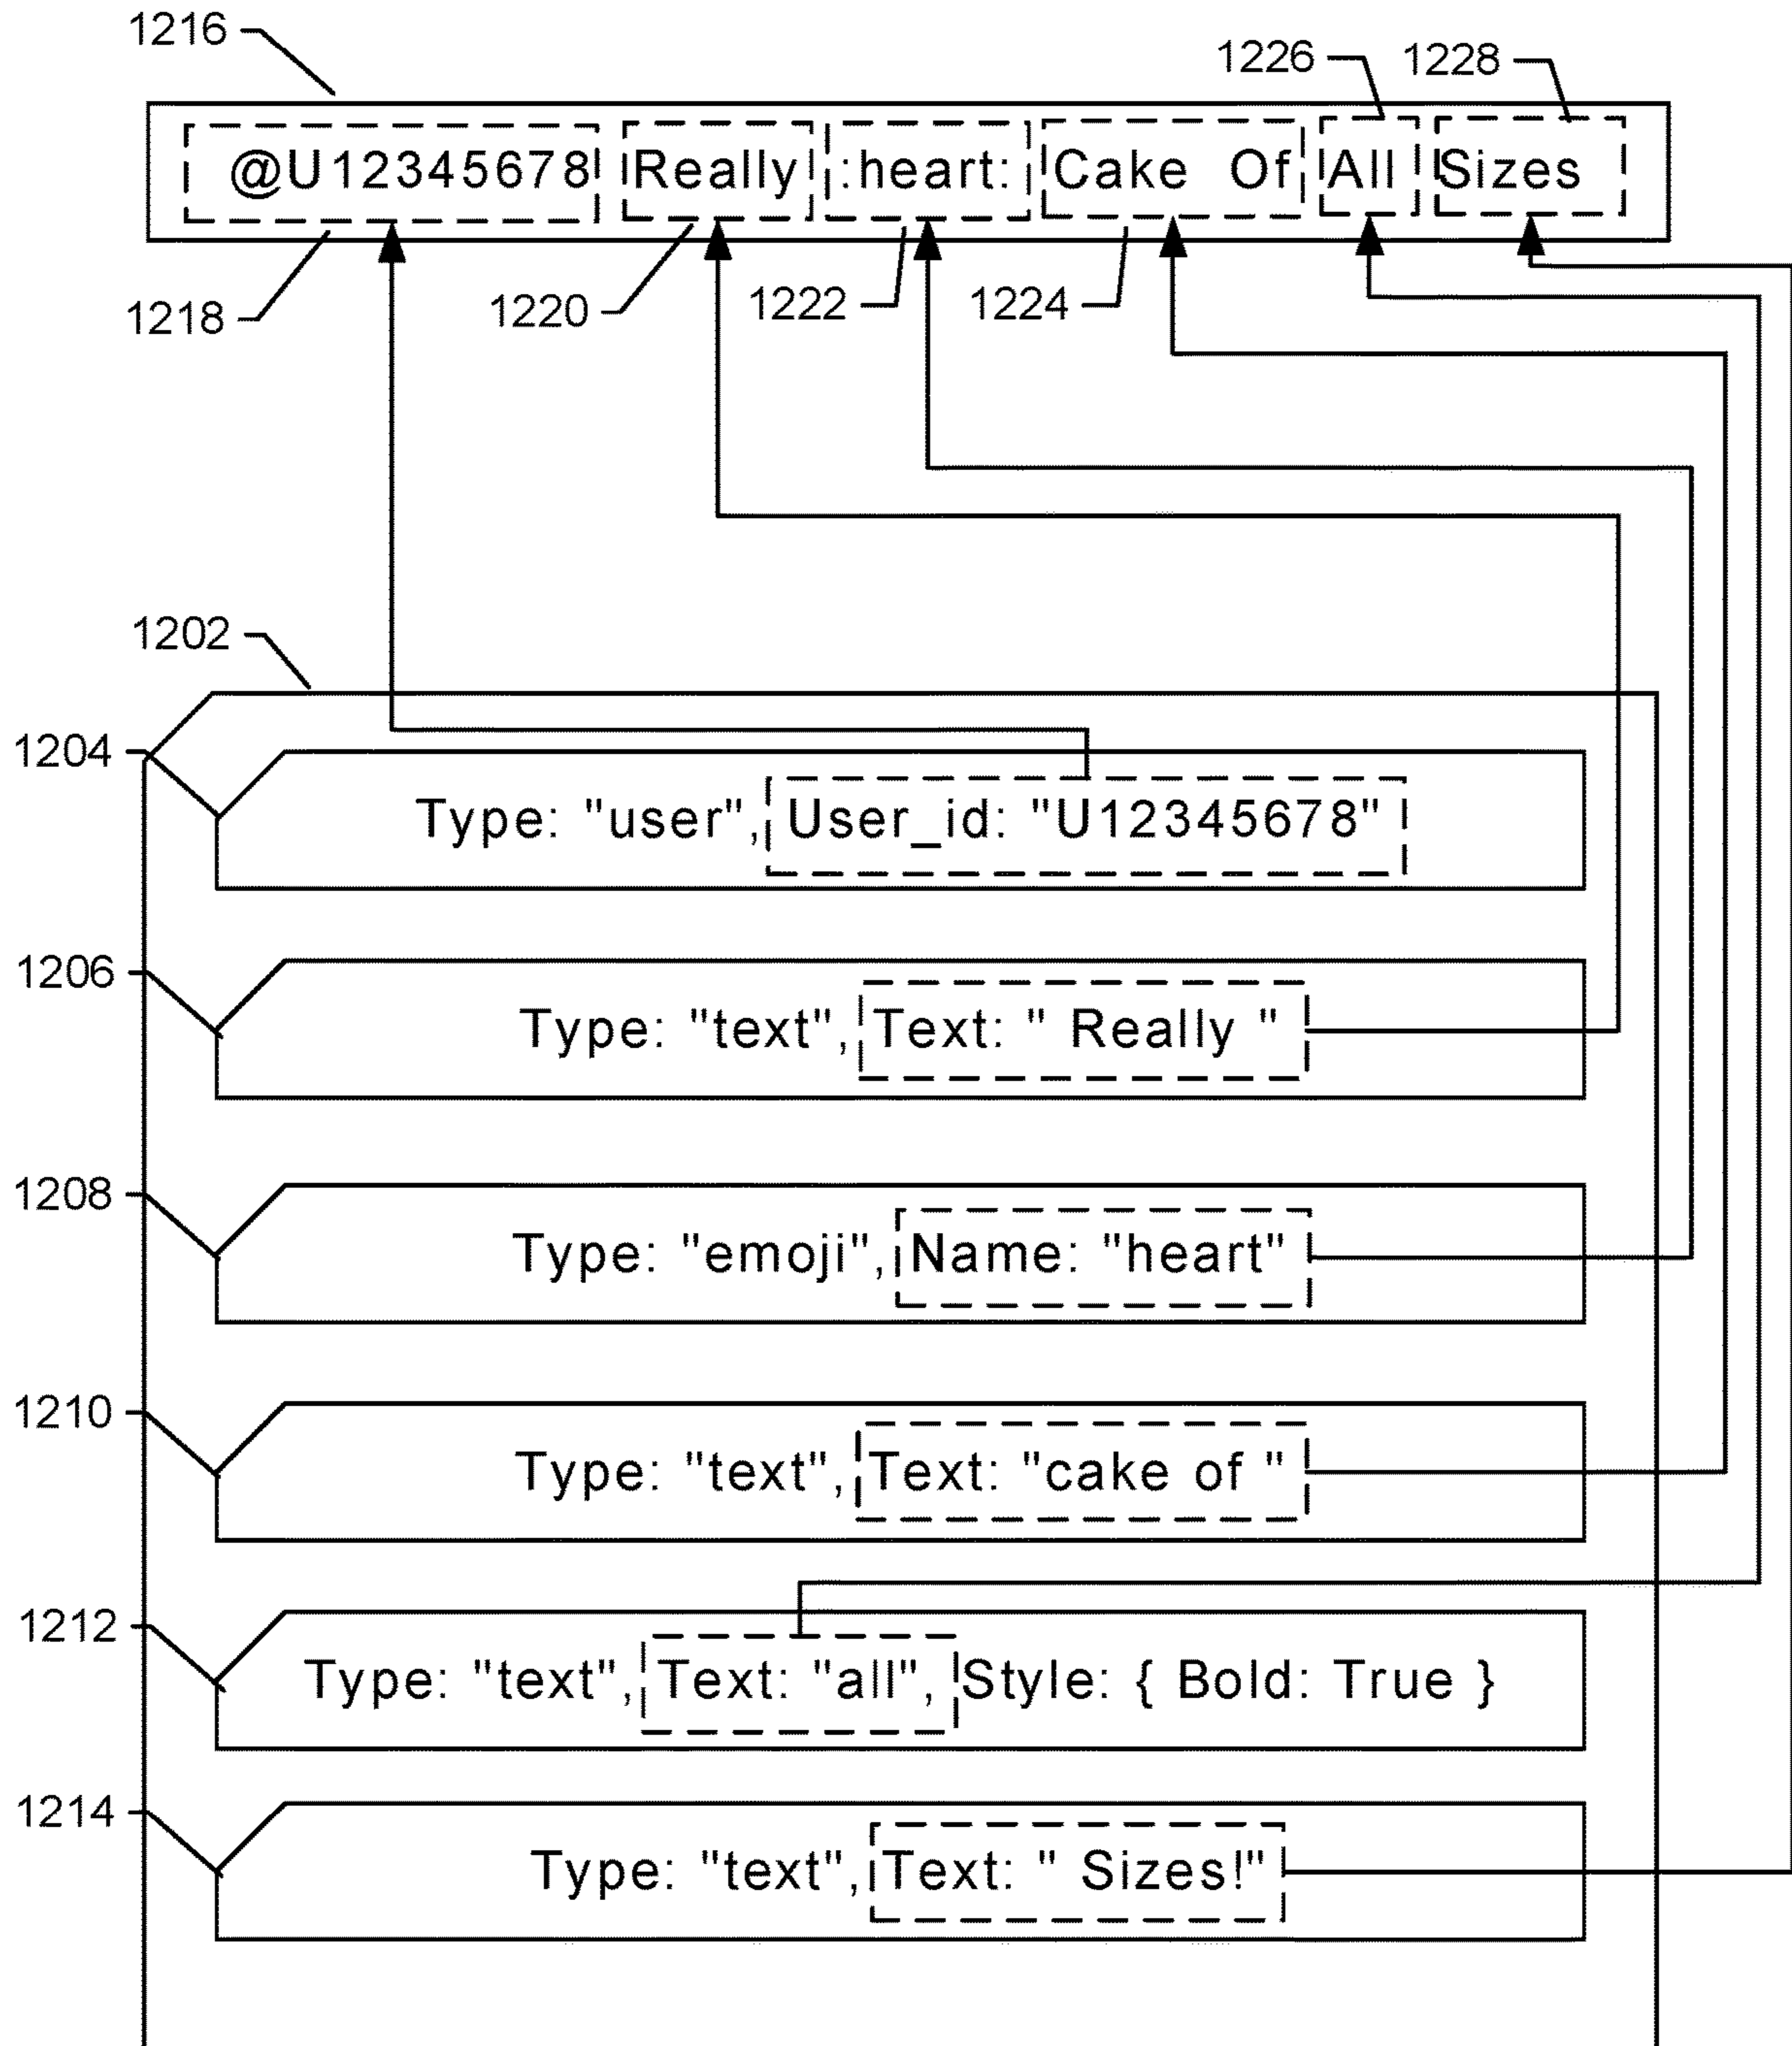 1216
1226 1228
@U12345678 Really :heart: Cake Of All Sizes
1218 1220 1222 1224
1202
1204
Type: "user", User_id: "U12345678"
1206
Type: "text", Text: " Really "
1208
Type: "emoji", Name: "heart"
1210
Type: "text", Text: "cake of "
1212
Type: "text", Text: "all", Style: { Bold: True }
1214
Type: "text", Text: " Sizes!"